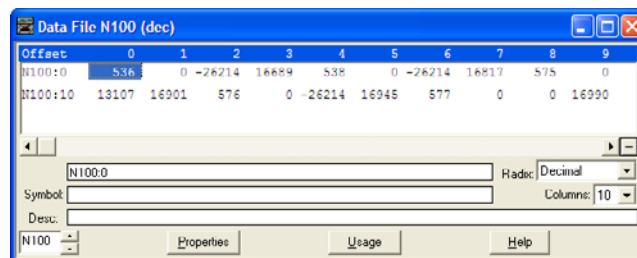 Data File N100 (dec)
Offset 0 1 2 3 4 5 6 7 8 9
N100:0 536 0 -26214 16689 538 0 -26214 16817 575 0
N100:10 13107 16901 576 0 -26214 16945 577 0 0 16990
N100:0 Radix: Decimal
Symbol: Columns: 10
Desc:
N100 Properties Usage Help